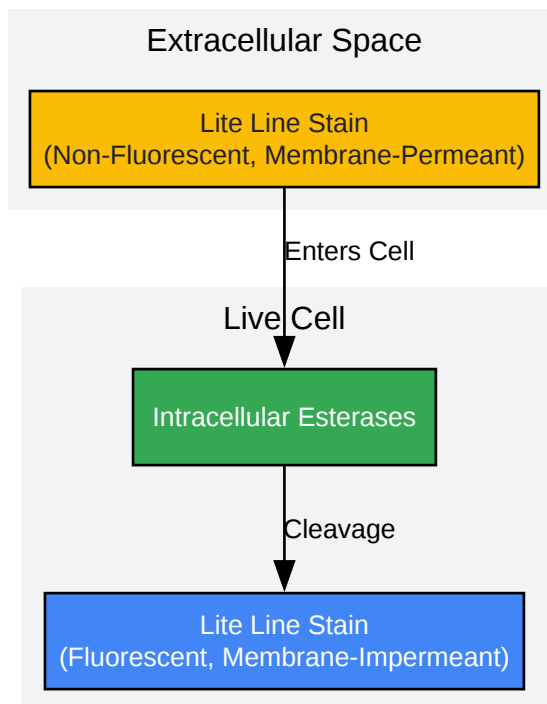 Extracellular Space
Lite Line Stain
(Non-Fluorescent, Membrane-Permeant)
Enters Cell
Live Cell
Intracellular Esterases
Cleavage
Lite Line Stain
(Fluorescent, Membrane-Impermeant)